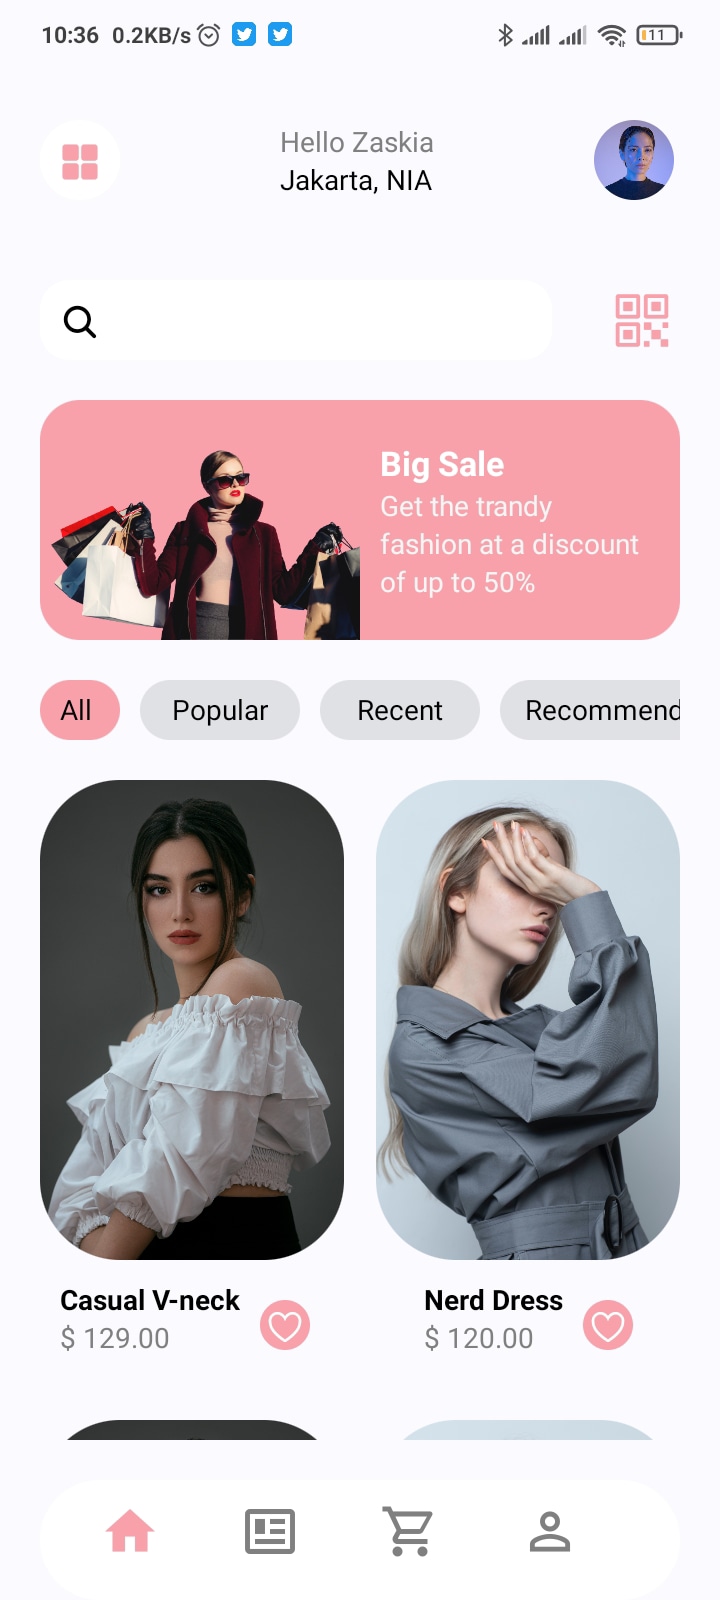 10:36 0.2KB/s 11
Hello Zaskia
Jakarta, NIA
Big Sale
Get the trandy
fashion at a discount
of up to 50%
All Popular Recent Recommend
Casual V-neck Nerd Dress
$ 129.00 $ 120.00